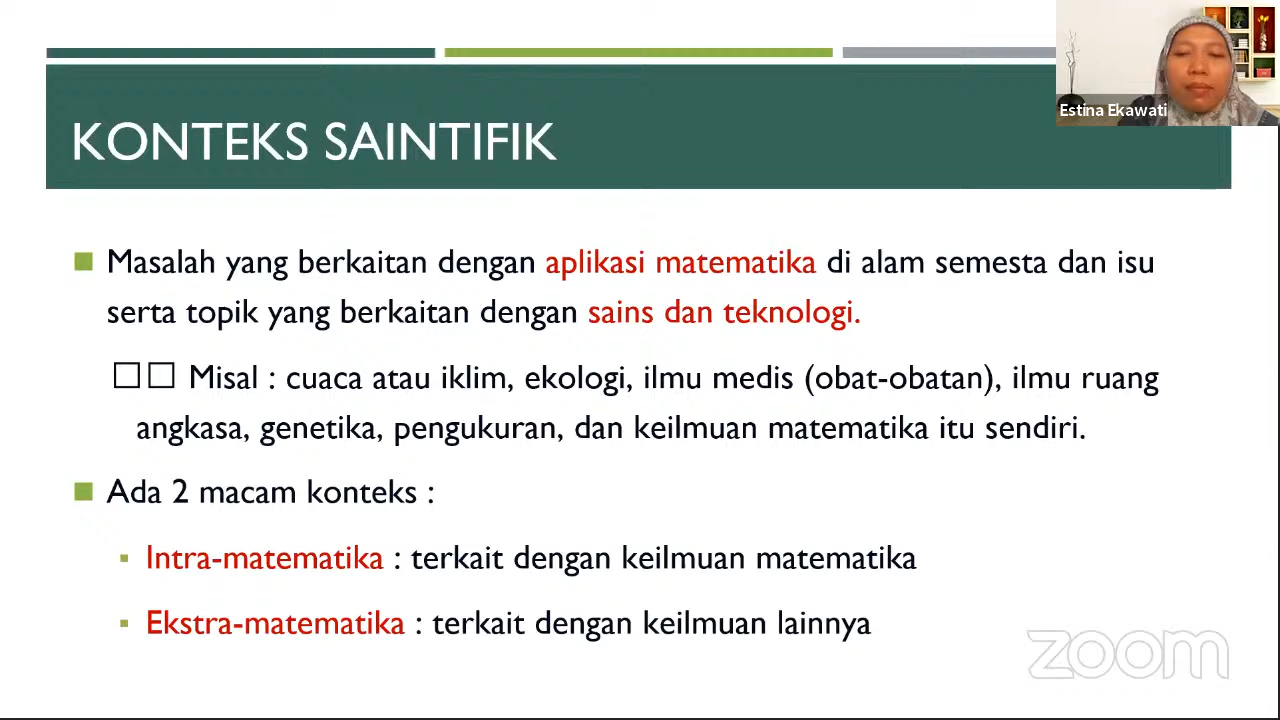 Estina Ekawati
KONTEKS SAINTIFIK
Masalah yang berkaitan dengan aplikasi matematika di alam semesta dan isu
serta topik yang berkaitan dengan sains dan teknologi.
Misal : cuaca atau iklim, ekologi, ilmu medis (obat-obatan), ilmu ruang
angkasa, genetika, pengukuran, dan keilmuan matematika itu sendiri.
Ada 2 macam konteks :
Intra-matematika : terkait dengan keilmuan matematika
Ekstra-matematika : terkait dengan keilmuan lainnya
zoom